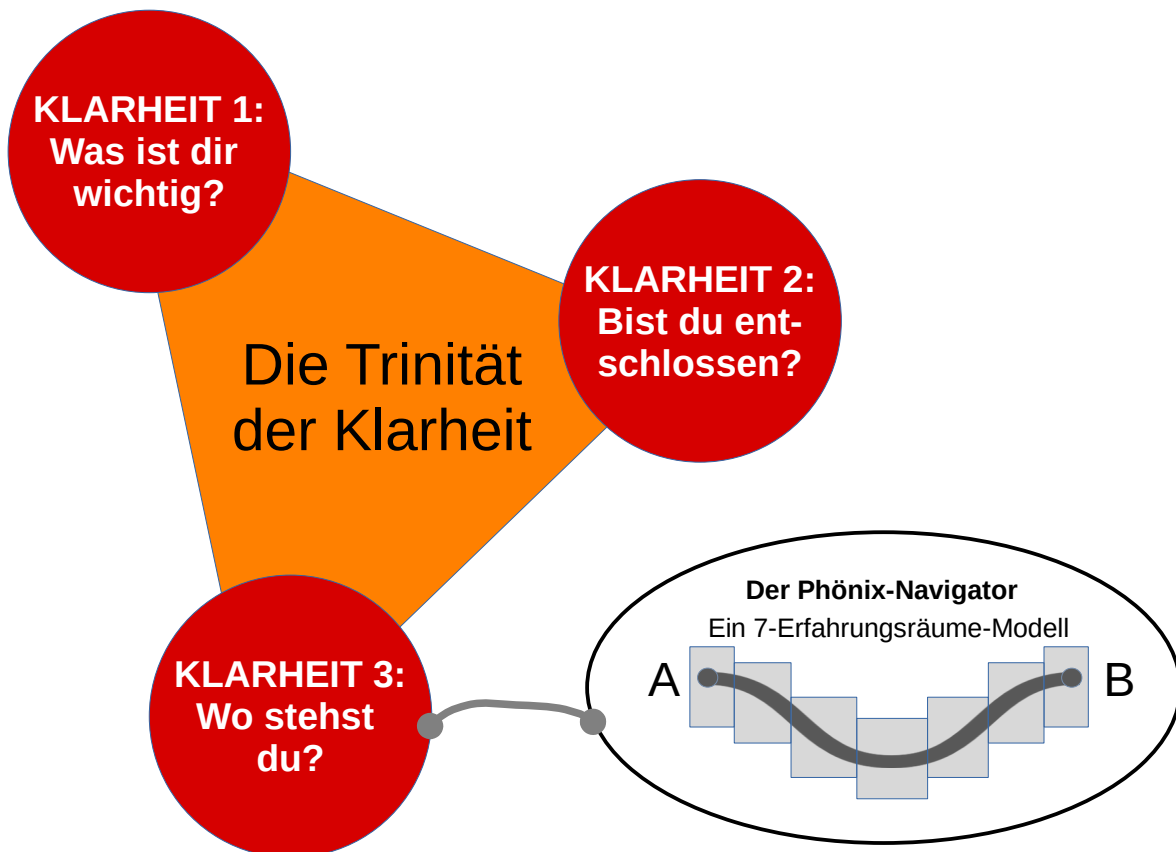 KLARHEIT 1:
Was ist dir
wichtig?
KLARHEIT 2:
Bist du ent-
schlossen?
Die Trinität
der Klarheit
KLARHEIT 3:
Wo stehst
du?
Der Phönix-Navigator
Ein 7-Erfahrungsräume-Modell
A
B